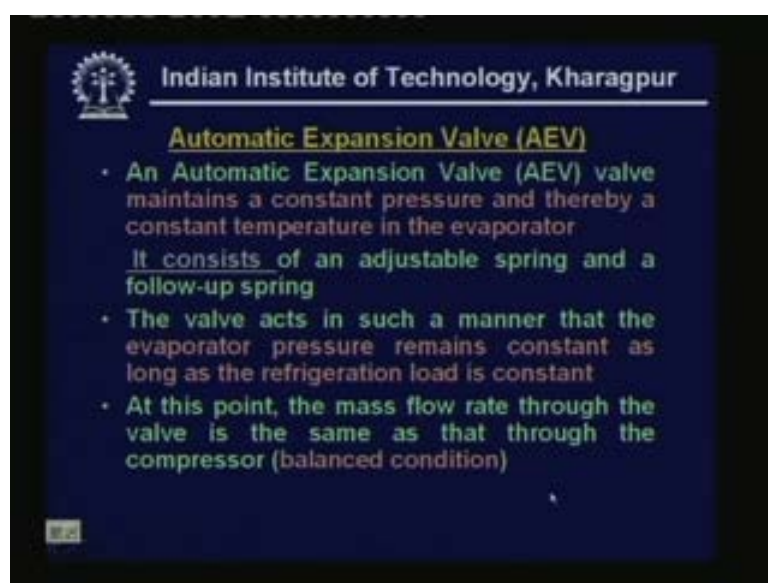 Indian Institute of Technology, Kharagpur
Automatic Expansion Valve (AEV)
• An Automatic Expansion Valve (AEV) valve
maintains a constant pressure and thereby a
constant temperature in the evaporator
It consists of an adjustable spring and a
follow-up spring
• The valve acts in such a manner that the
evaporator pressure remains constant as
long as the refrigeration load is constant
• At this point, the mass flow rate through the
valve is the same as that through the
compressor (balanced condition)